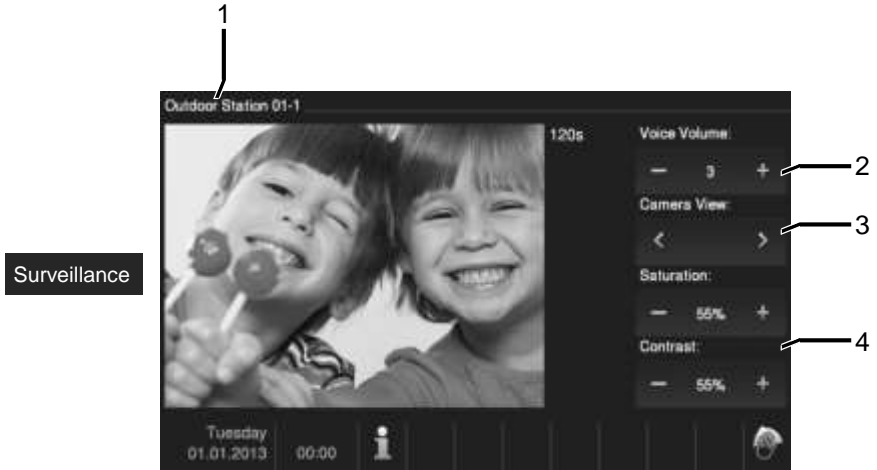 1
Outdoor Station 01-1
120s
Voice Volume:
— 3 +
2
Camera View:
< >
3
Surveillance
Saturation:
— 55% +
Contrast:
4
— 55% +
Tuesday
01.01.2013
00:00
i